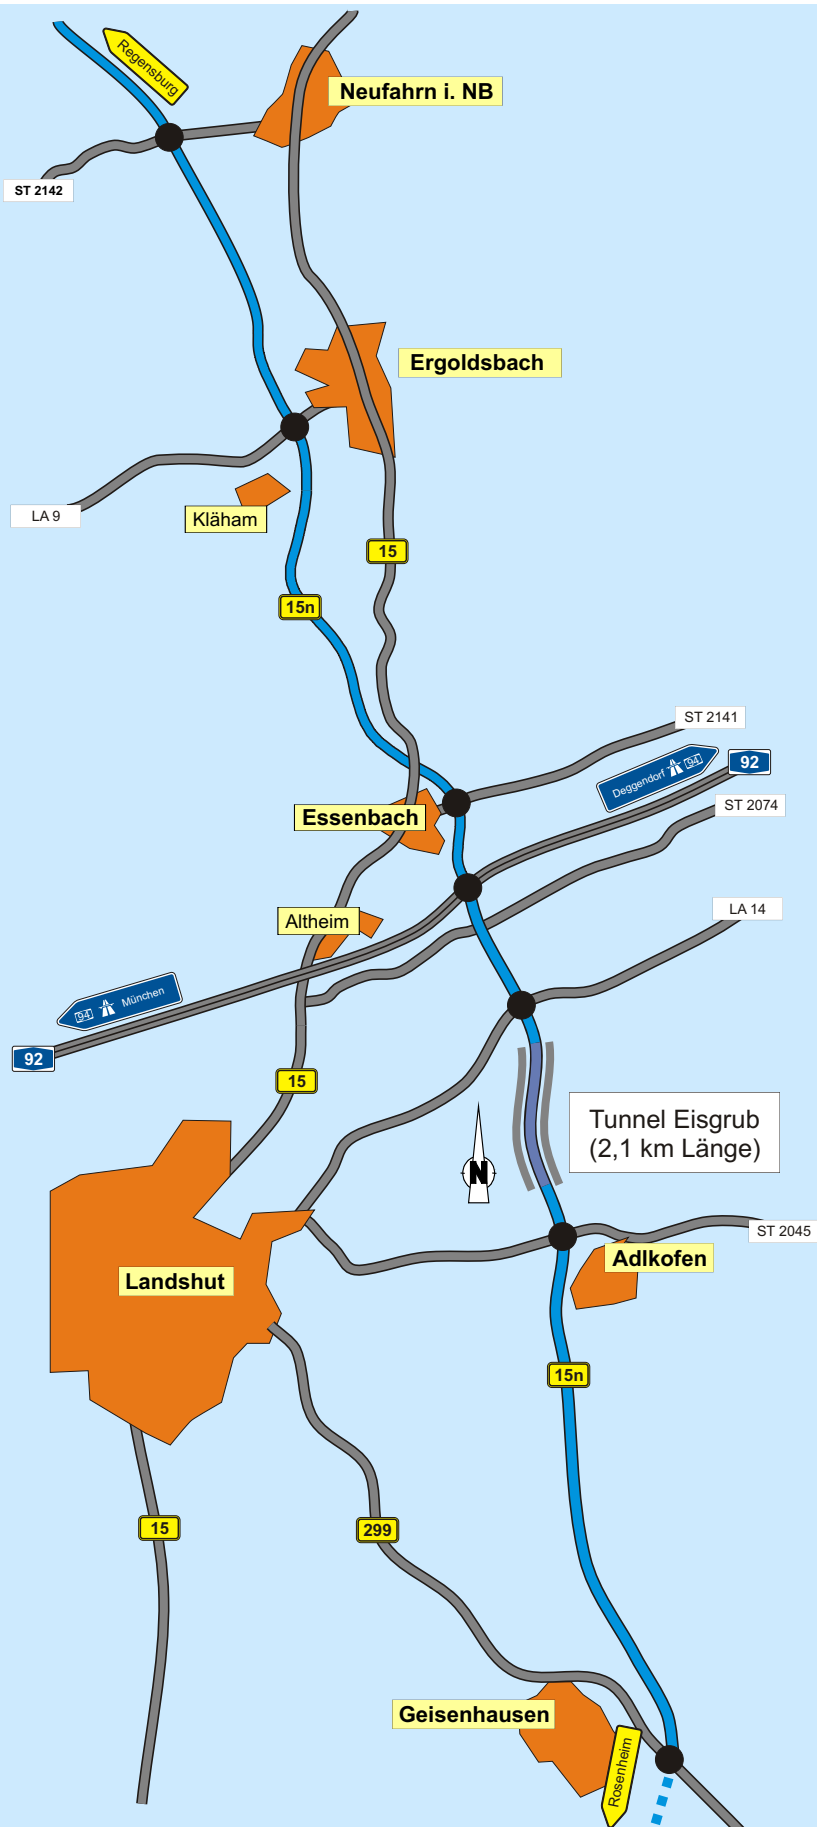 Regensburg
Neufahrn i. NB
ST 2142
Ergoldsbach
LA 9
Kläham
15
15n
ST 2141
Deggendorf 94
92
ST 2074
Essenbach
LA 14
Altheim
94 München
92
15
Tunnel Eisgrub
(2,1 km Länge)
N
ST 2045
Adlkofen
Landshut
15n
15
299
Geisenhausen
Rosenheim